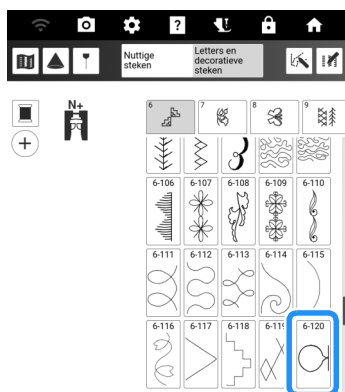 ?
Nuttige
steken
Letters en
decoratieve
steken
N+
6 7 8 9
6-106 6-107 6-108 6-109 6-110
6-111 6-112 6-113 6-114 6-115
6-116 6-117 6-118 6-119 6-120